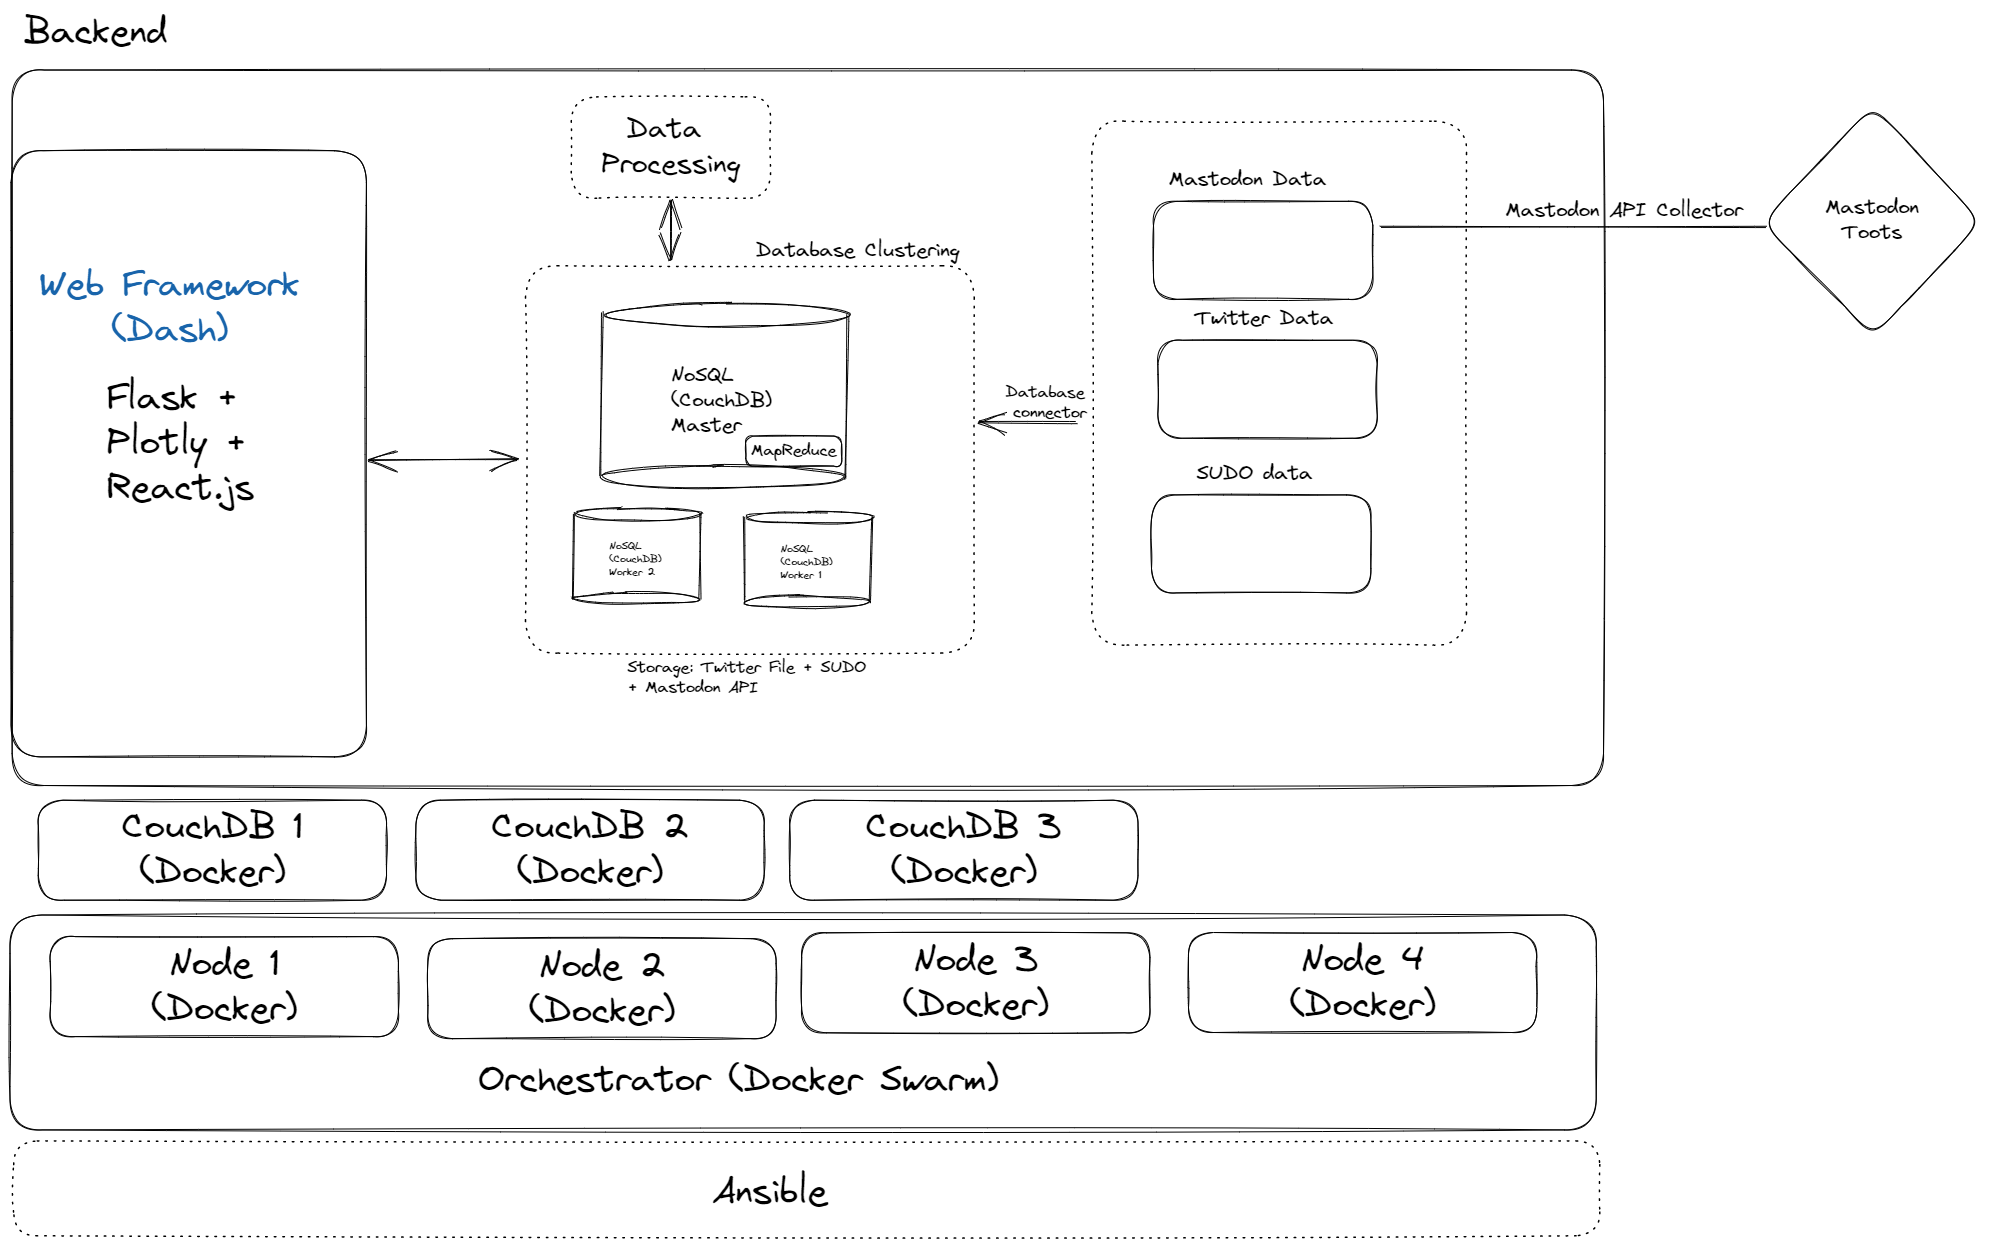 Backend
Web Framework
(Dash)
Flask +
Plotly +
React.js
Data
Processing
Database Clustering
NoSQL
(CouchDB)
Master
MapReduce
NoSQL
(CouchDB)
Worker 2
NoSQL
(CouchDB)
Worker 1
Storage: Twitter File + SUDO
+ Mastodon API
Database
connector
Mastodon Data
Twitter Data
SUDO data
Mastodon API Collector
Mastodon
Toots
CouchDB 1
(Docker)
CouchDB 2
(Docker)
CouchDB 3
(Docker)
Node 1
(Docker)
Node 2
(Docker)
Node 3
(Docker)
Node 4
(Docker)
Orchestrator (Docker Swarm)
Ansible